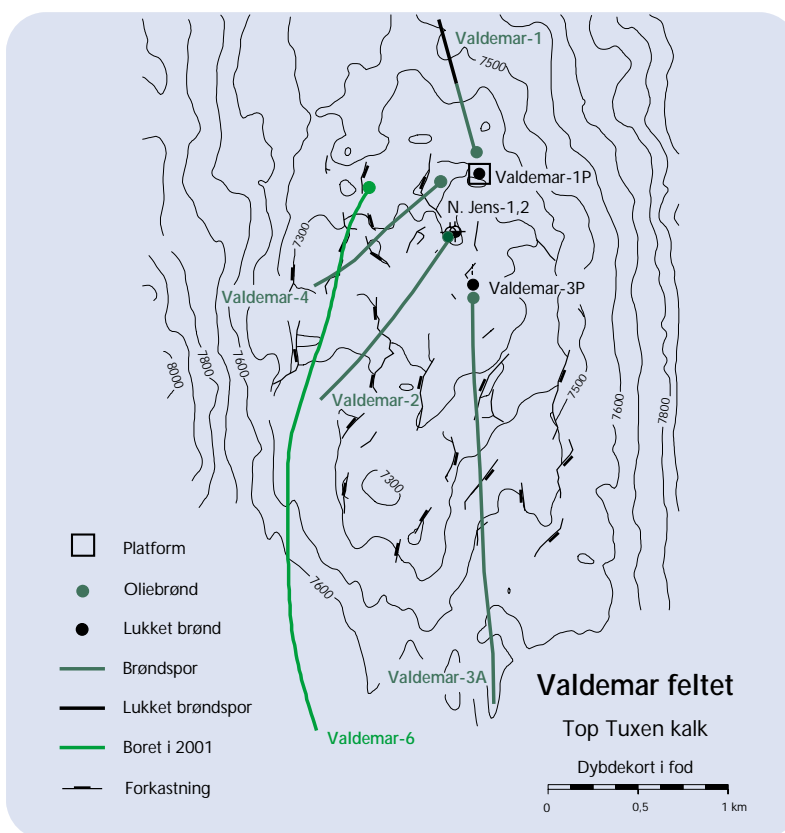 Valdemar-1
7500
Valdemar-1P
N. Jens-1,2
7300
Valdemar-4
Valdemar-3P
8000
7800
7600
Valdemar-2
7500
7600
7800
7300
Platform
Oliebrønd
7600
Lukket brønd
Brøndspor
Valdemar-3A
Valdemar feltet
Lukket brøndspor
Top Tuxen kalk
Boret i 2001
Valdemar-6
Dybdekort i fod
Forkastning
0
0,5
1 km